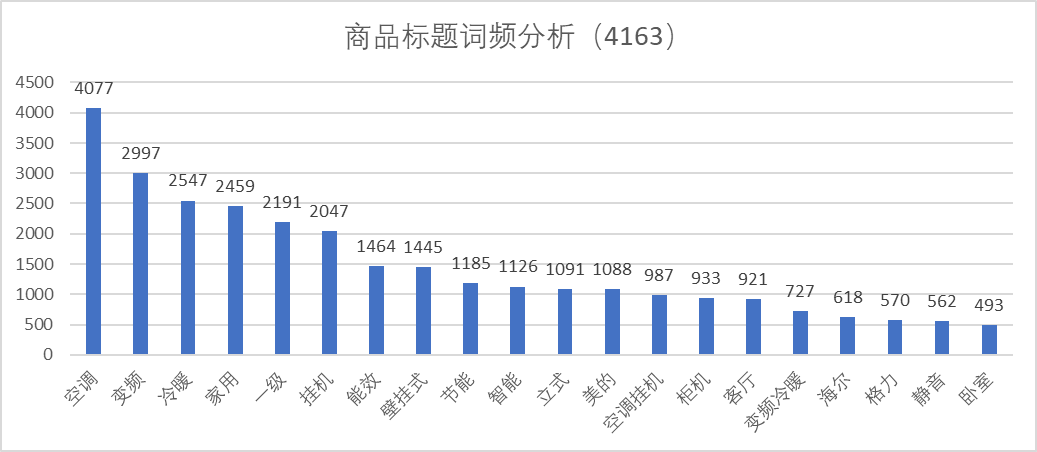 商品标题词频分析（4163）
4500
4000
3500
3000
2500
2000
1500
1000
500
0
4077
2997
2547
2459
2191
2047
1464
1445
1185
1126
1091
1088
987
933
921
727
618
570
562
493
空调
变频
冷暖
家用
一级
挂机
能效
壁挂式
节能
智能
立式
美的
空调挂机
柜机
客厅
变频冷暖
海尔
格力
静音
卧室